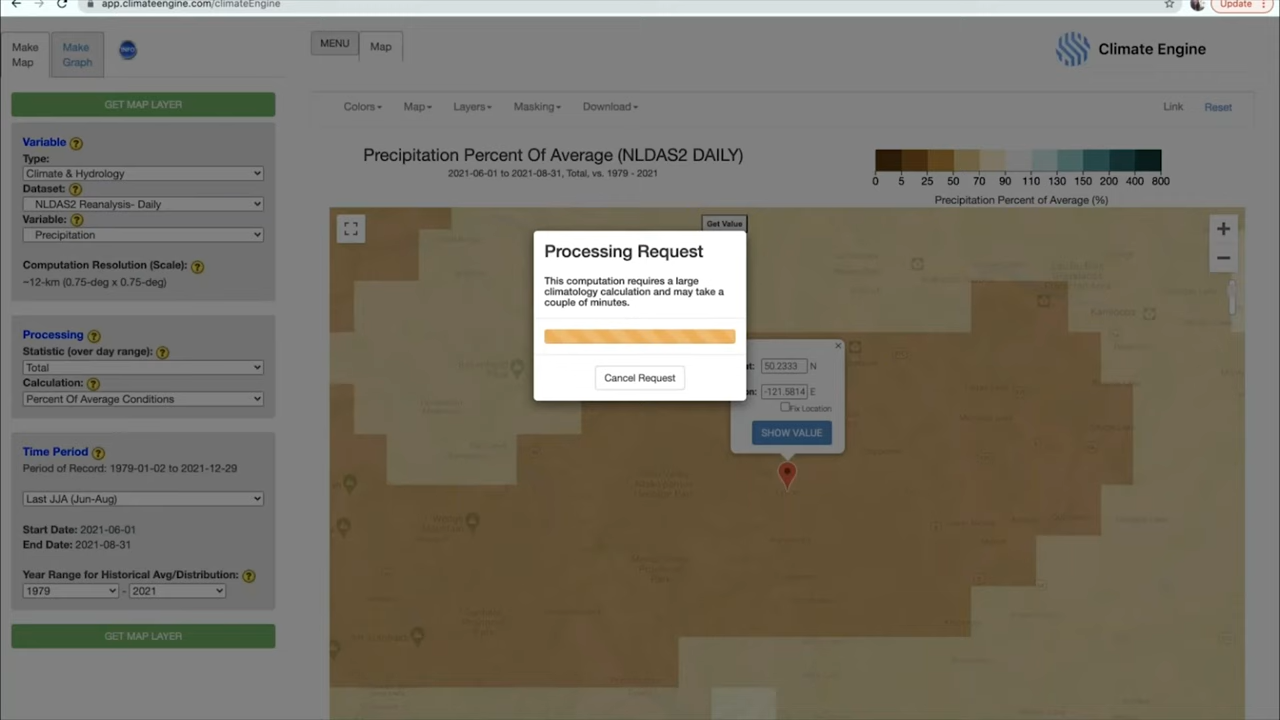 app.climateengine.com/climateEngine
Update
Make Map
Make Graph
INFO
MENU
Map
Climate Engine
GET MAP LAYER
Colors
Map
Layers
Masking
Download
Link
Reset
Variable ?
Type:
Climate & Hydrology
Dataset: ?
NLDAS2 Reanalysis- Daily
Variable: ?
Precipitation
Computation Resolution (Scale): ?
~12-km (0.75-deg x 0.75-deg)
Processing ?
Statistic (over day range): ?
Total
Calculation: ?
Percent Of Average Conditions
Time Period ?
Period of Record: 1979-01-02 to 2021-12-29
Last JJA (Jun-Aug)
Start Date: 2021-06-01
End Date: 2021-08-31
Year Range for Historical Avg/Distribution: ?
1979 - 2021
GET MAP LAYER
Precipitation Percent Of Average (NLDAS2 DAILY)
2021-06-01 to 2021-08-31, Total, vs. 1979 - 2021
0 5 25 50 70 90 110 130 150 200 400 800
Precipitation Percent of Average (%)
Get Value
Processing Request
This computation requires a large
climatology calculation and may take a
couple of minutes.
Cancel Request
50.2333 N
-121.5814 E
Fix Location
SHOW VALUE